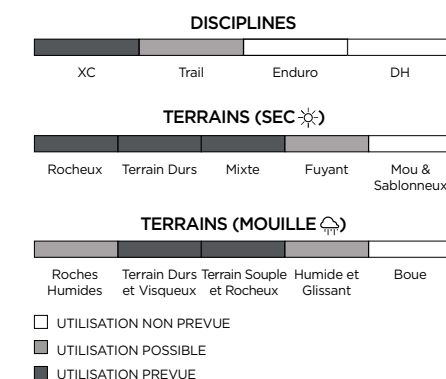 DISCIPLINES
XC Trail Enduro DH
TERRAINS (SEC)
Rocheux Terrain Durs Mixte Fuyant Mou &
Sablonneux
TERRAINS (MOUILLE)
Roches Terrain Durs Terrain Souple Humide et Boue
Humides et Visqueux et Rocheux Glissant
UTILISATION NON PREVUE
UTILISATION POSSIBLE
UTILISATION PREVUE